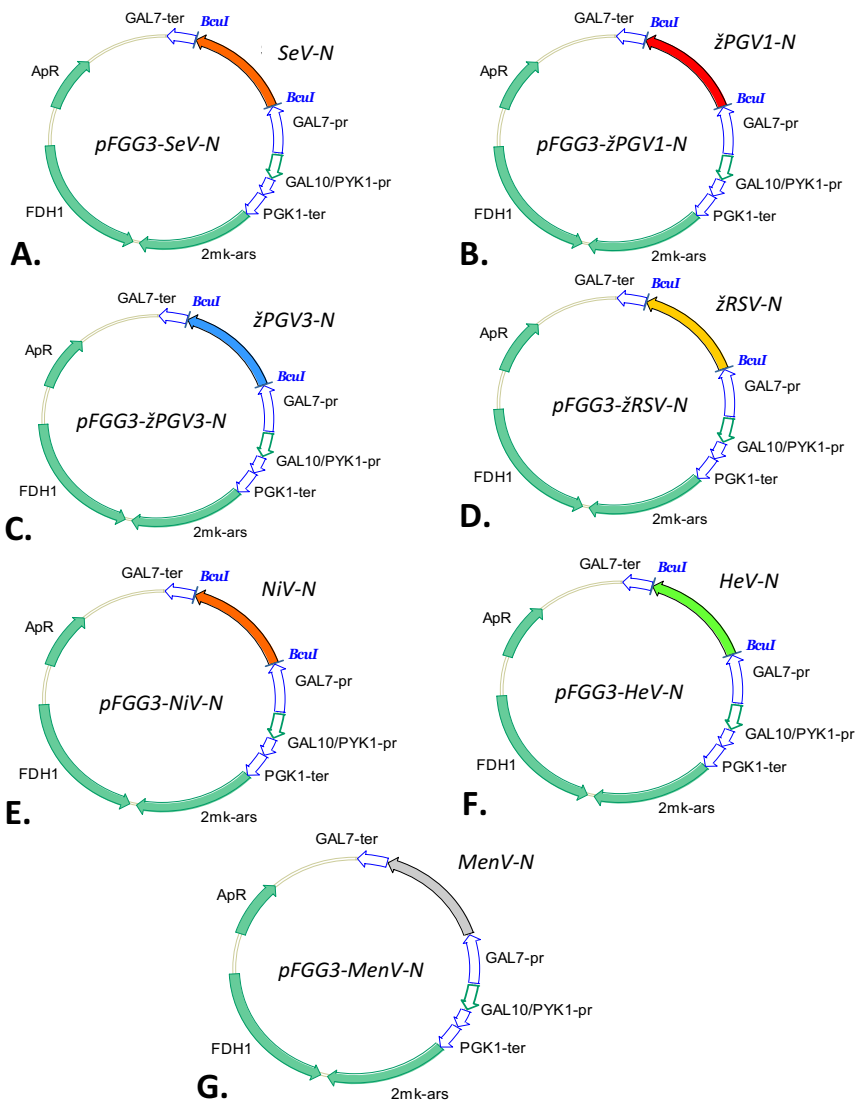 GAL7-ter
BcuI
SeV-N
ApR
BcuI
GAL7-pr
pFGG3-SeV-N
GAL10/PYK1-pr
FDH1
PGK1-ter
2mk-ars
A.
GAL7-ter
BcuI
žPGV1-N
ApR
BcuI
GAL7-pr
pFGG3-žPGV1-N
GAL10/PYK1-pr
FDH1
PGK1-ter
2mk-ars
B.
GAL7-ter
BcuI
žPGV3-N
ApR
BcuI
GAL7-pr
pFGG3-žPGV3-N
GAL10/PYK1-pr
FDH1
PGK1-ter
2mk-ars
C.
GAL7-ter
BcuI
žRSV-N
ApR
BcuI
GAL7-pr
pFGG3-žRSV-N
GAL10/PYK1-pr
FDH1
PGK1-ter
2mk-ars
D.
GAL7-ter
BcuI
NiV-N
ApR
BcuI
GAL7-pr
pFGG3-NiV-N
GAL10/PYK1-pr
FDH1
PGK1-ter
2mk-ars
E.
GAL7-ter
BcuI
HeV-N
ApR
BcuI
GAL7-pr
pFGG3-HeV-N
GAL10/PYK1-pr
FDH1
PGK1-ter
2mk-ars
F.
GAL7-ter
MenV-N
ApR
GAL7-pr
pFGG3-MenV-N
GAL10/PYK1-pr
FDH1
PGK1-ter
2mk-ars
G.